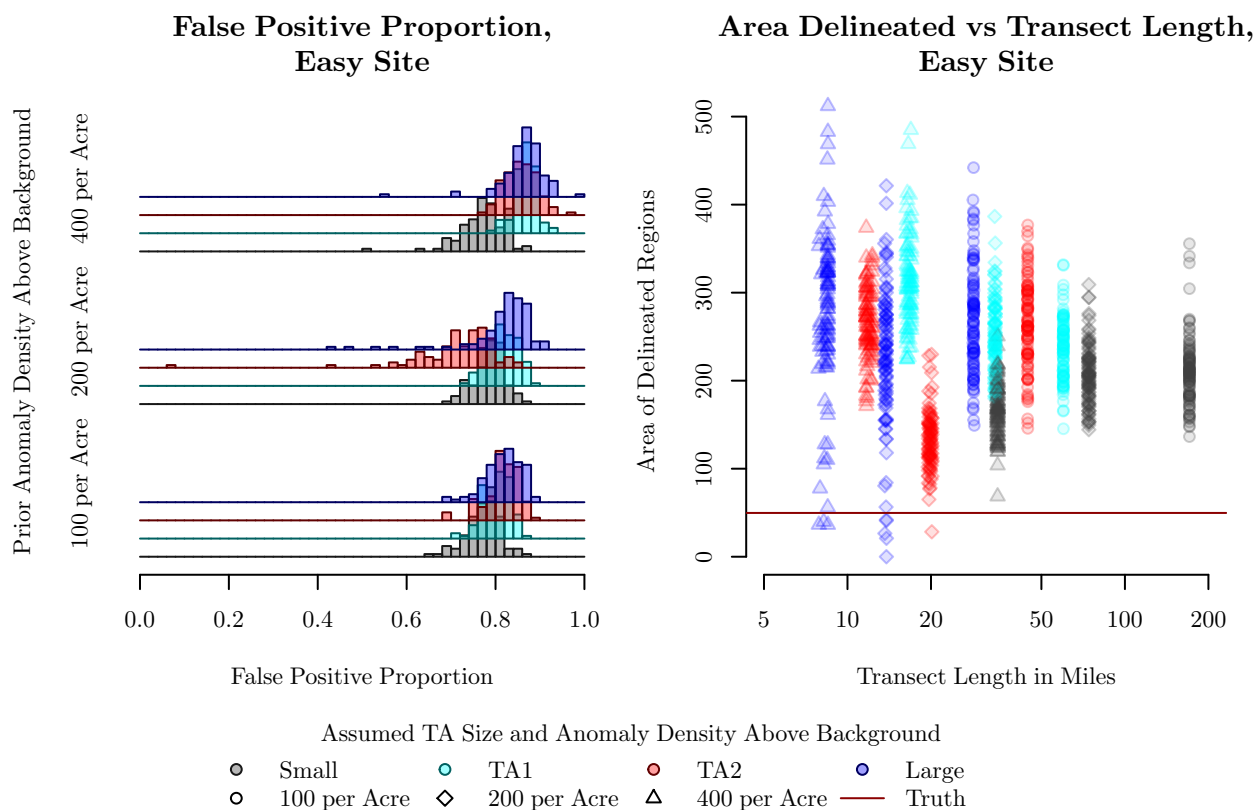 False Positive Proportion,
Easy Site
Prior Anomaly Density Above Background
400 per Acre
200 per Acre
100 per Acre
0.0 0.2 0.4 0.6 0.8 1.0
False Positive Proportion
Area Delineated vs Transect Length,
Easy Site
Area of Delineated Regions
500
400
300
200
100
0
5 10 20 50 100 200
Transect Length in Miles
Assumed TA Size and Anomaly Density Above Background
Small TA1 TA2 Large
100 per Acre 200 per Acre 400 per Acre Truth